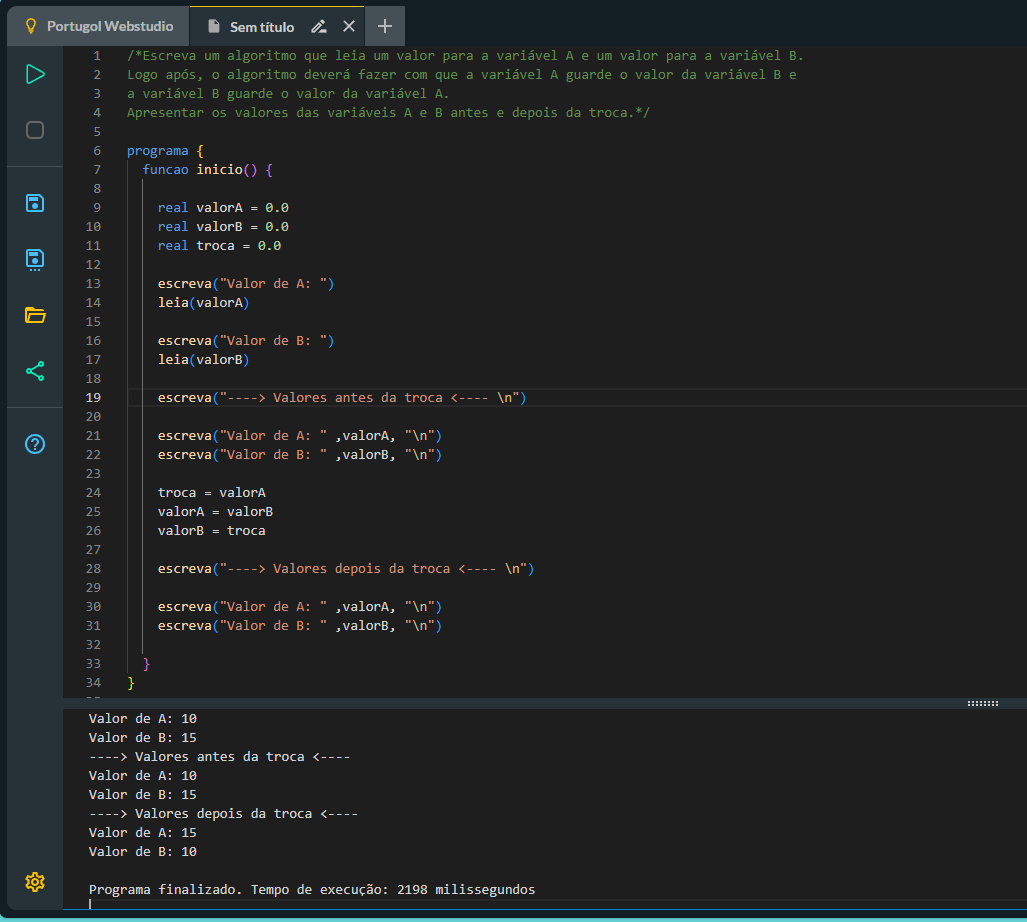 Portugol Webstudio
Sem título
1 /*Escreva um algoritmo que leia um valor para a variável A e um valor para a variável B.
2 Logo após, o algoritmo deverá fazer com que a variável A guarde o valor da variável B e
3 a variável B guarde o valor da variável A.
4 Apresentar os valores das variáveis A e B antes e depois da troca.*/
5
6 programa {
7   funcao inicio() {
8
9     real valorA = 0.0
10     real valorB = 0.0
11     real troca = 0.0
12
13     escreva("Valor de A: ")
14     leia(valorA)
15
16     escreva("Valor de B: ")
17     leia(valorB)
18
19     escreva("----> Valores antes da troca <---- \n")
20
21     escreva("Valor de A: " ,valorA, "\n")
22     escreva("Valor de B: " ,valorB, "\n")
23
24     troca = valorA
25     valorA = valorB
26     valorB = troca
27
28     escreva("----> Valores depois da troca <---- \n")
29
30     escreva("Valor de A: " ,valorA, "\n")
31     escreva("Valor de B: " ,valorB, "\n")
32
33   }
34 }
Valor de A: 10
Valor de B: 15
----> Valores antes da troca <----
Valor de A: 10
Valor de B: 15
----> Valores depois da troca <----
Valor de A: 15
Valor de B: 10

Programa finalizado. Tempo de execução: 2198 milissegundos